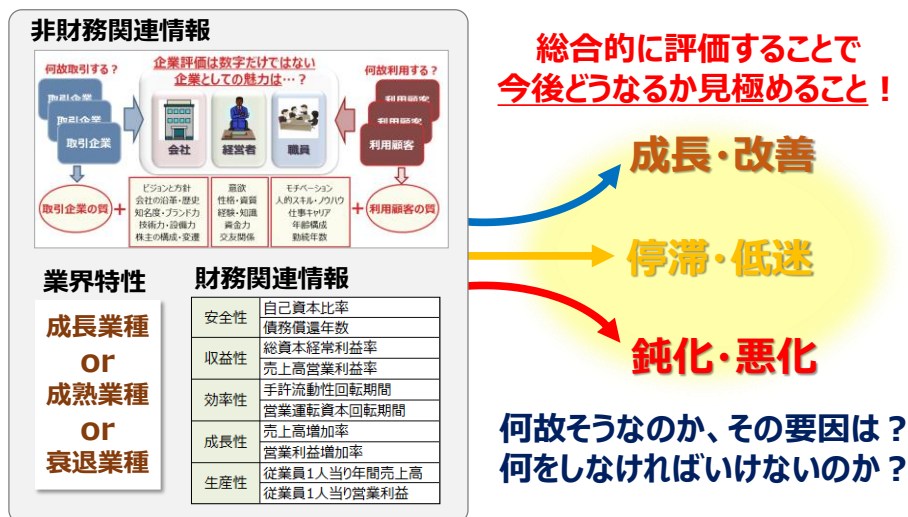 非財務関連情報
企業評価は数字だけではない
企業としての魅力は…？
何故取引する？
何故利用する？
取引企業
取引企業
取引企業
会社
経営者
職員
利用顧客
利用顧客
利用顧客
取引企業の質
+
ビジョンと方針
会社の沿革・歴史
知名度・ブランド力
技術力・設備力
株主の構成・変遷
意欲
性格・資質
経験・知識
資金力
交友関係
モチベーション
人的スキル・ノウハウ
仕事キャリア
年齢構成
勤続年数
+
利用顧客の質
業界特性
成長業種
or
成熟業種
or
衰退業種
財務関連情報
安全性
自己資本比率
債務償還年数
収益性
総資本経常利益率
売上高営業利益率
効率性
手許流動性回転期間
営業運転資本回転期間
成長性
売上高増加率
営業利益増加率
生産性
従業員1人当り年間売上高
従業員1人当り営業利益
総合的に評価することで
今後どうなるか見極めること！
成長・改善
停滞・低迷
鈍化・悪化
何故そうなのか、その要因は？
何をしなければいけないのか？